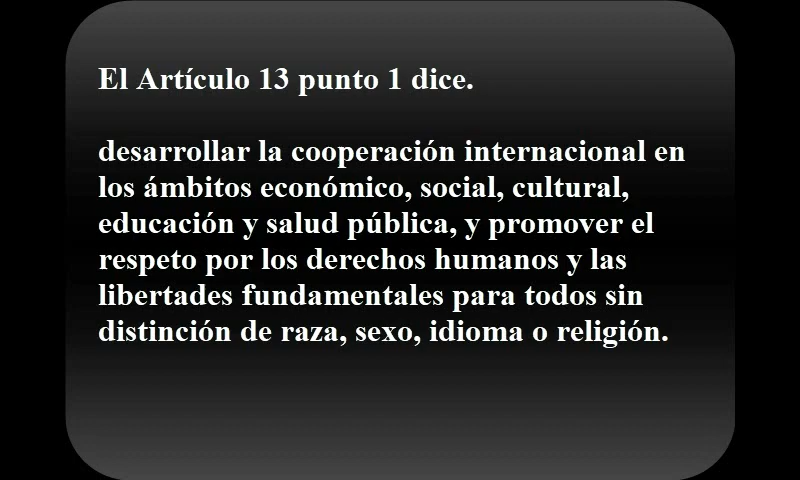 El Artículo 13 punto 1 dice.
desarrollar la cooperación internacional en
los ámbitos económico, social, cultural,
educación y salud pública, y promover el
respeto por los derechos humanos y las
libertades fundamentales para todos sin
distinción de raza, sexo, idioma o religión.